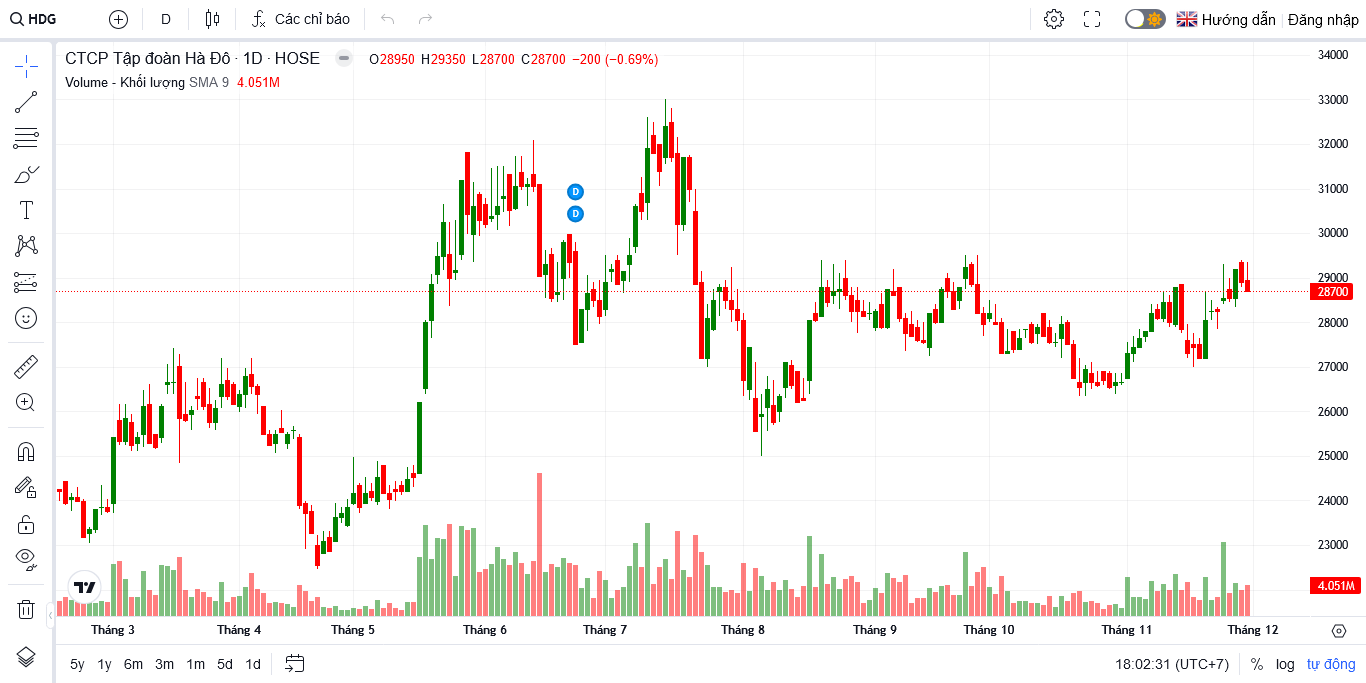 HDG D Các chỉ báo Hướng dẫn Đăng nhập
CTCP Tập đoàn Hà Đô · 1D · HOSE O28950 H29350 L28700 C28700 −200 (−0.69%)
Volume - Khối lượng SMA 9 4.051M
34000
33000
32000
31000
D
D
30000
29000
28700
28000
27000
26000
25000
24000
23000
4.051M
Tháng 3 Tháng 4 Tháng 5 Tháng 6 Tháng 7 Tháng 8 Tháng 9 Tháng 10 Tháng 11 Tháng 12
5y 1y 6m 3m 1m 5d 1d 18:02:31 (UTC+7) % log tự động